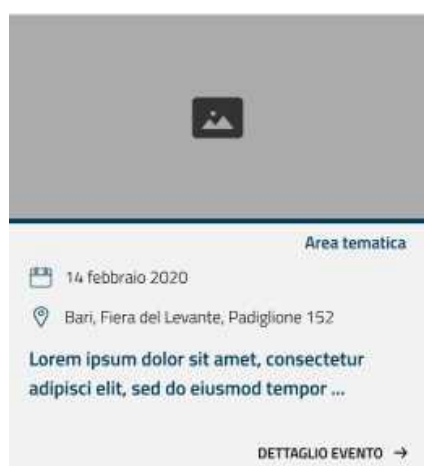 Area tematica
14 febbraio 2020
Bari, Fiera del Levante, Padiglione 152
Lorem ipsum dolor sit amet, consectetur
adipisci elit, sed do eiusmod tempor ...
DETTAGLIO EVENTO →